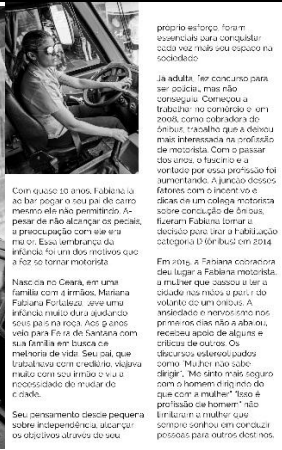 Com quase 10 anos, Fabiana ia
ao bar pegar o seu pai de carro
mesmo ele não permitindo. A-
pesar de não alcançar os pedais,
a preocupação com ele era
maior. Essa lembrança da
infância foi um dos motivos que
a fez se tornar motorista.
Nascida no Ceará, em uma
família com 4 irmãos, Mariana
Fabiana Fortaleza teve uma
infância muito dura ajudando
seus pais na roça. Aos 9 anos
veio para Feira de Santana com
sua família em busca de
melhoria de vida. Seu pai, que
trabalhava com crediário, viajava
muito com seu irmão e viu a
necessidade de mudar de
cidade.
Seu pensamento desde pequena
sobre independência, alcançar
os objetivos através de seu
próprio esforço, foram
essenciais para conquistar
cada vez mais seu espaço na
sociedade
Já adulta, fez concurso para
ser policial, mas não
conseguiu. Começou a
trabalhar no comércio e em
2008, como cobradora de
ônibus, trabalho que a deixou
mais interessada na profissão
de motorista. Com o passar
dos anos, o fascínio e a
vontade por essa profissão foi
aumentando. A junção desses
fatores com o incentivo e
dicas de um colega motorista
sobre condução de ônibus,
fizeram Fabiana tomar a
decisão para tirar a habilitação
categoria D (ônibus) em 2014
Em 2015, a Fabiana cobradora
deu lugar a Fabiana motorista,
a mulher que passou a ter a
cidade nas mãos a partir do
volante de um ônibus. A
ansiedade e nervosismo nos
primeiros dias não a abalou,
recebeu apoio de alguns e
críticas de outros. Os
discursos estereotipados
como "Mulher não sabe
dirigir", "Me sinto mais seguro
com o homem dirigindo do
que com a mulher" "Isso é
profissão de homem" não
limitaram a mulher que
sempre sonhou em conduzir
pessoas para outros destinos.